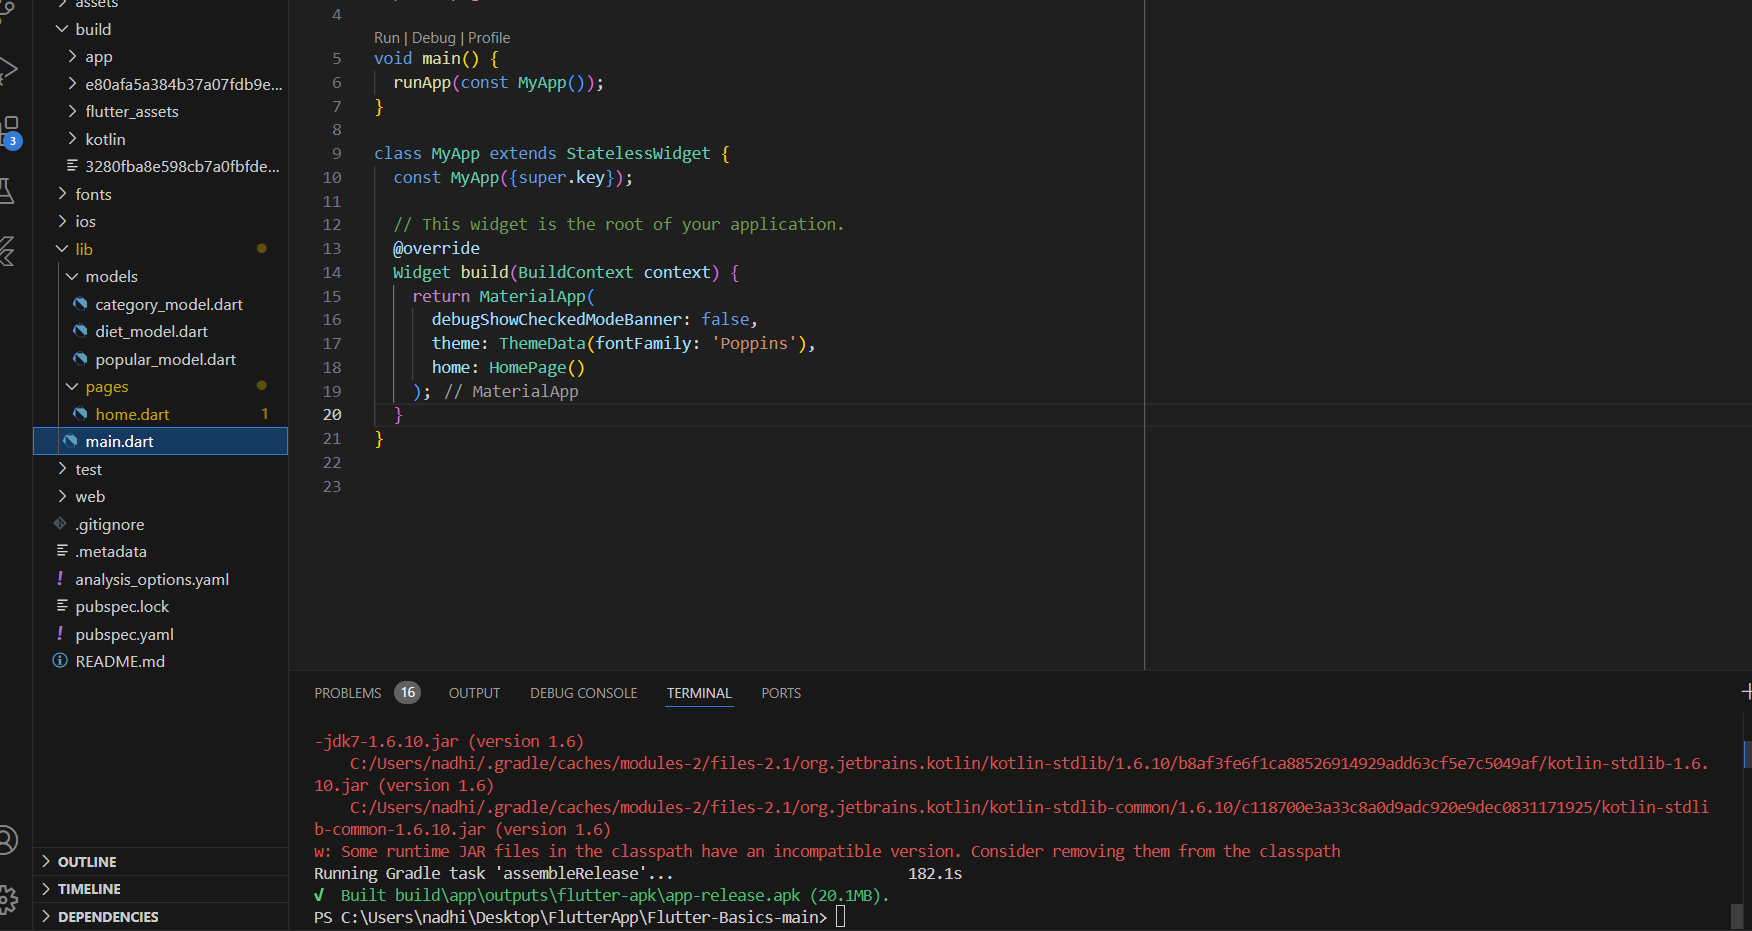 assets
build
app
e80afa5a384b37a07fdb9e...
flutter_assets
kotlin
3280fba8e598cb7a0fbfde...
fonts
ios
lib
models
category_model.dart
diet_model.dart
popular_model.dart
pages
home.dart 1
main.dart
test
web
.gitignore
.metadata
! analysis_options.yaml
pubspec.lock
! pubspec.yaml
README.md
OUTLINE
TIMELINE
DEPENDENCIES
3
4
Run | Debug | Profile
5 void main() {
6 runApp(const MyApp());
7 }
8
9 class MyApp extends StatelessWidget {
10 const MyApp({super.key});
11
12 // This widget is the root of your application.
13 @override
14 Widget build(BuildContext context) {
15 return MaterialApp(
16 debugShowCheckedModeBanner: false,
17 theme: ThemeData(fontFamily: 'Poppins'),
18 home: HomePage()
19 ); // MaterialApp
20 }
21 }
22
23
PROBLEMS 16 OUTPUT DEBUG CONSOLE TERMINAL PORTS
-jdk7-1.6.10.jar (version 1.6)
C:/Users/nadhi/.gradle/caches/modules-2/files-2.1/org.jetbrains.kotlin/kotlin-stdlib/1.6.10/b8af3fe6f1ca88526914929add63cf5e7c5049af/kotlin-stdlib-1.6.
10.jar (version 1.6)
C:/Users/nadhi/.gradle/caches/modules-2/files-2.1/org.jetbrains.kotlin/kotlin-stdlib-common/1.6.10/c118700e3a33c8a0d9adc920e9dec0831171925/kotlin-stdli
b-common-1.6.10.jar (version 1.6)
w: Some runtime JAR files in the classpath have an incompatible version. Consider removing them from the classpath
Running Gradle task 'assembleRelease'... 182.1s
√ Built build\app\outputs\flutter-apk\app-release.apk (20.1MB).
PS C:\Users\nadhi\Desktop\FlutterApp\Flutter-Basics-main>